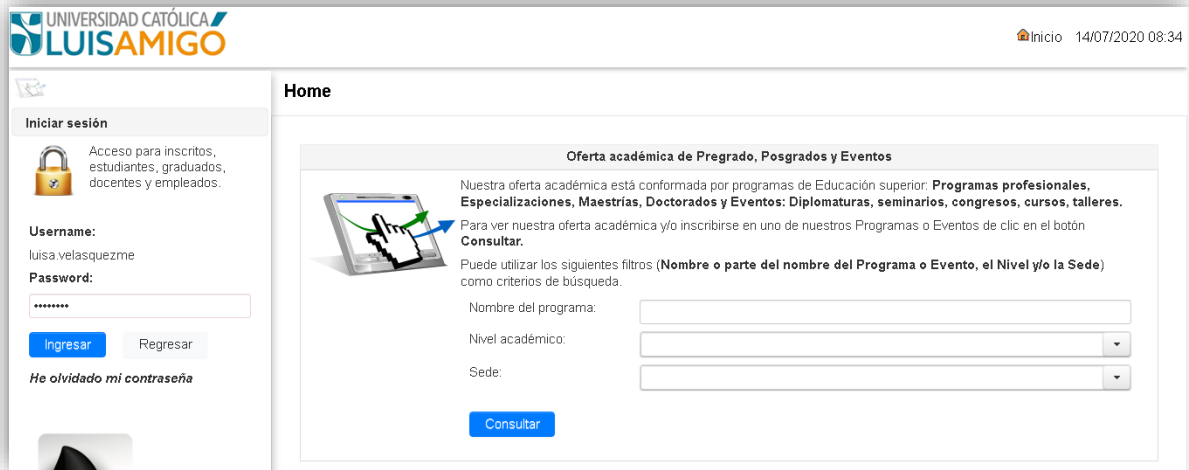 UNIVERSIDAD CATÓLICA
LUISAMIGÓ
Inicio 14/07/2020 08:34
Iniciar sesión
Acceso para inscritos,
estudiantes, graduados,
docentes y empleados.
Username:
luisa.velasquezme
Password:
••••••••
Ingresar Regresar
He olvidado mi contraseña
Home
Oferta académica de Pregrado, Posgrados y Eventos
Nuestra oferta académica está conformada por programas de Educación superior: Programas profesionales,
Especializaciones, Maestrías, Doctorados y Eventos: Diplomaturas, seminarios, congresos, cursos, talleres.
Para ver nuestra oferta académica y/o inscribirse en uno de nuestros Programas o Eventos de clic en el botón
Consultar.
Puede utilizar los siguientes filtros (Nombre o parte del nombre del Programa o Evento, el Nivel y/o la Sede)
como criterios de búsqueda.
Nombre del programa:
Nivel académico:
Sede:
Consultar